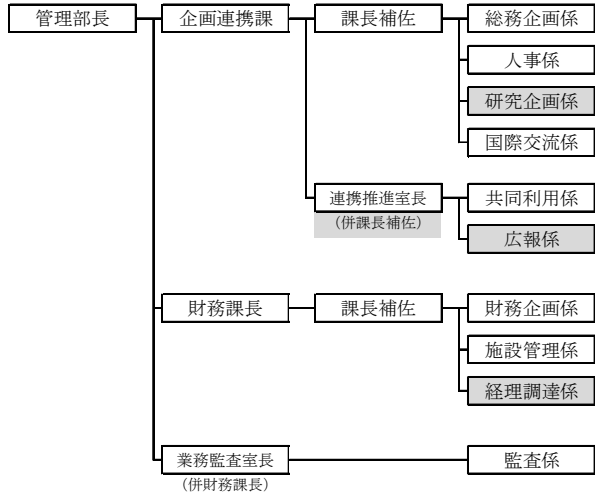 管理部長
企画連携課
課長補佐
総務企画係
人事係
研究企画係
国際交流係
連携推進室長
（併課長補佐）
共同利用係
広報係
財務課長
課長補佐
財務企画係
施設管理係
経理調達係
業務監査室長
（併財務課長）
監査係